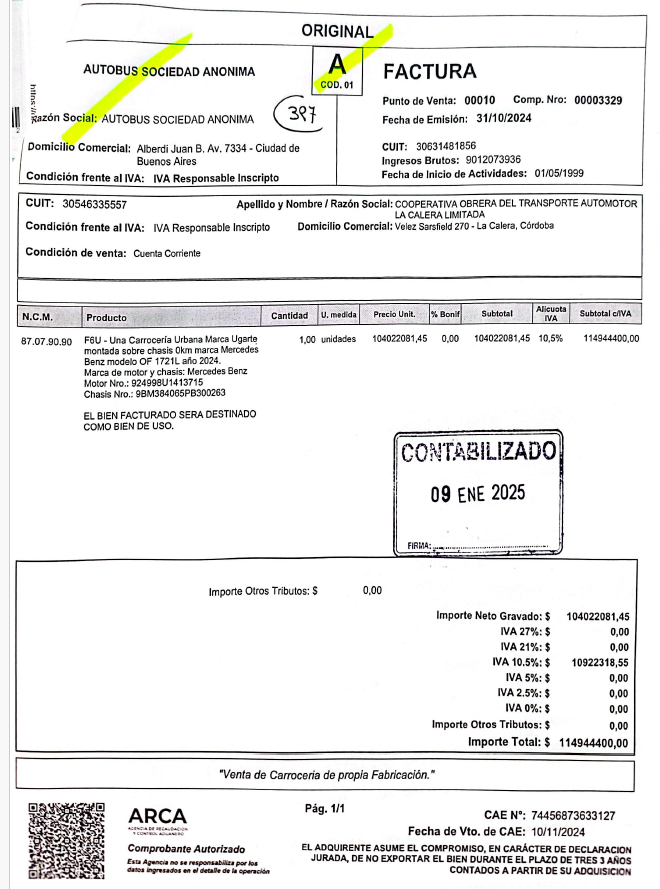 ORIGINAL
AUTOBUS SOCIEDAD ANONIMA
A
COD. 01
FACTURA
Punto de Venta: 00010 Comp. Nro: 00003329
Fecha de Emisión: 31/10/2024
Razón Social: AUTOBUS SOCIEDAD ANONIMA
397
Domicilio Comercial: Alberdi Juan B. Av. 7334 - Ciudad de
Buenos Aires
Condición frente al IVA: IVA Responsable Inscripto
CUIT: 30631481856
Ingresos Brutos: 9012073936
Fecha de Inicio de Actividades: 01/05/1999
CUIT: 30546335557
Apellido y Nombre / Razón Social: COOPERATIVA OBRERA DEL TRANSPORTE AUTOMOTOR
LA CALERA LIMITADA
Condición frente al IVA: IVA Responsable Inscripto
Domicilio Comercial: Velez Sarsfield 270 - La Calera, Córdoba
Condición de venta: Cuenta Corriente
N.C.M. Producto Cantidad U. medida Precio Unit. % Bonif Subtotal Alicuota IVA Subtotal c/IVA
87.07.90.90 F6U - Una Carrocería Urbana Marca Ugarte 1,00 unidades 104022081,45 0,00 104022081,45 10,5% 114944400,00
montada sobre chasis 0km marca Mercedes
Benz modelo OF 1721L año 2024.
Marca de motor y chasis: Mercedes Benz
Motor Nro.: 924998U1413715
Chasis Nro.: 9BM384065PB300263
EL BIEN FACTURADO SERA DESTINADO
COMO BIEN DE USO.
CONTABILIZADO
09 ENE 2025
FIRMA:
Importe Otros Tributos: $ 0,00
Importe Neto Gravado: $ 104022081,45
IVA 27%: $ 0,00
IVA 21%: $ 0,00
IVA 10.5%: $ 10922318,55
IVA 5%: $ 0,00
IVA 2.5%: $ 0,00
IVA 0%: $ 0,00
Importe Otros Tributos: $ 0,00
Importe Total: $ 114944400,00
"Venta de Carrocería de propia Fabricación."
ARCA
AGENCIA DE RECAUDACIÓN
Y CONTROL ADUANERO
Comprobante Autorizado
Esta Agencia no se responsabiliza por los
datos ingresados en el detalle de la operación
Pág. 1/1
CAE N°: 74456873633127
Fecha de Vto. de CAE: 10/11/2024
EL ADQUIRENTE ASUME EL COMPROMISO, EN CARÁCTER DE DECLARACION
JURADA, DE NO EXPORTAR EL BIEN DURANTE EL PLAZO DE TRES 3 AÑOS
CONTADOS A PARTIR DE SU ADQUISICION